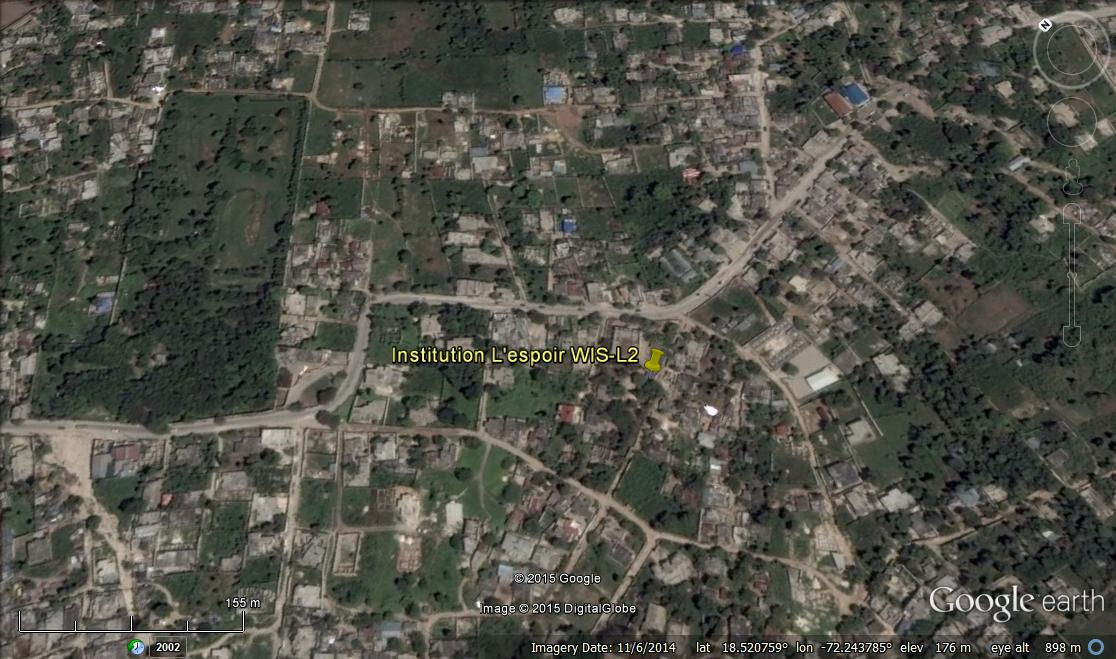 N
Institution L'espoir WIS-L2
© 2015 Google
Image © 2015 DigitalGlobe
Google earth
155 m
2002
Imagery Date: 11/6/2014 lat 18.520759° lon -72.243785° elev 176 m eye alt 898 m